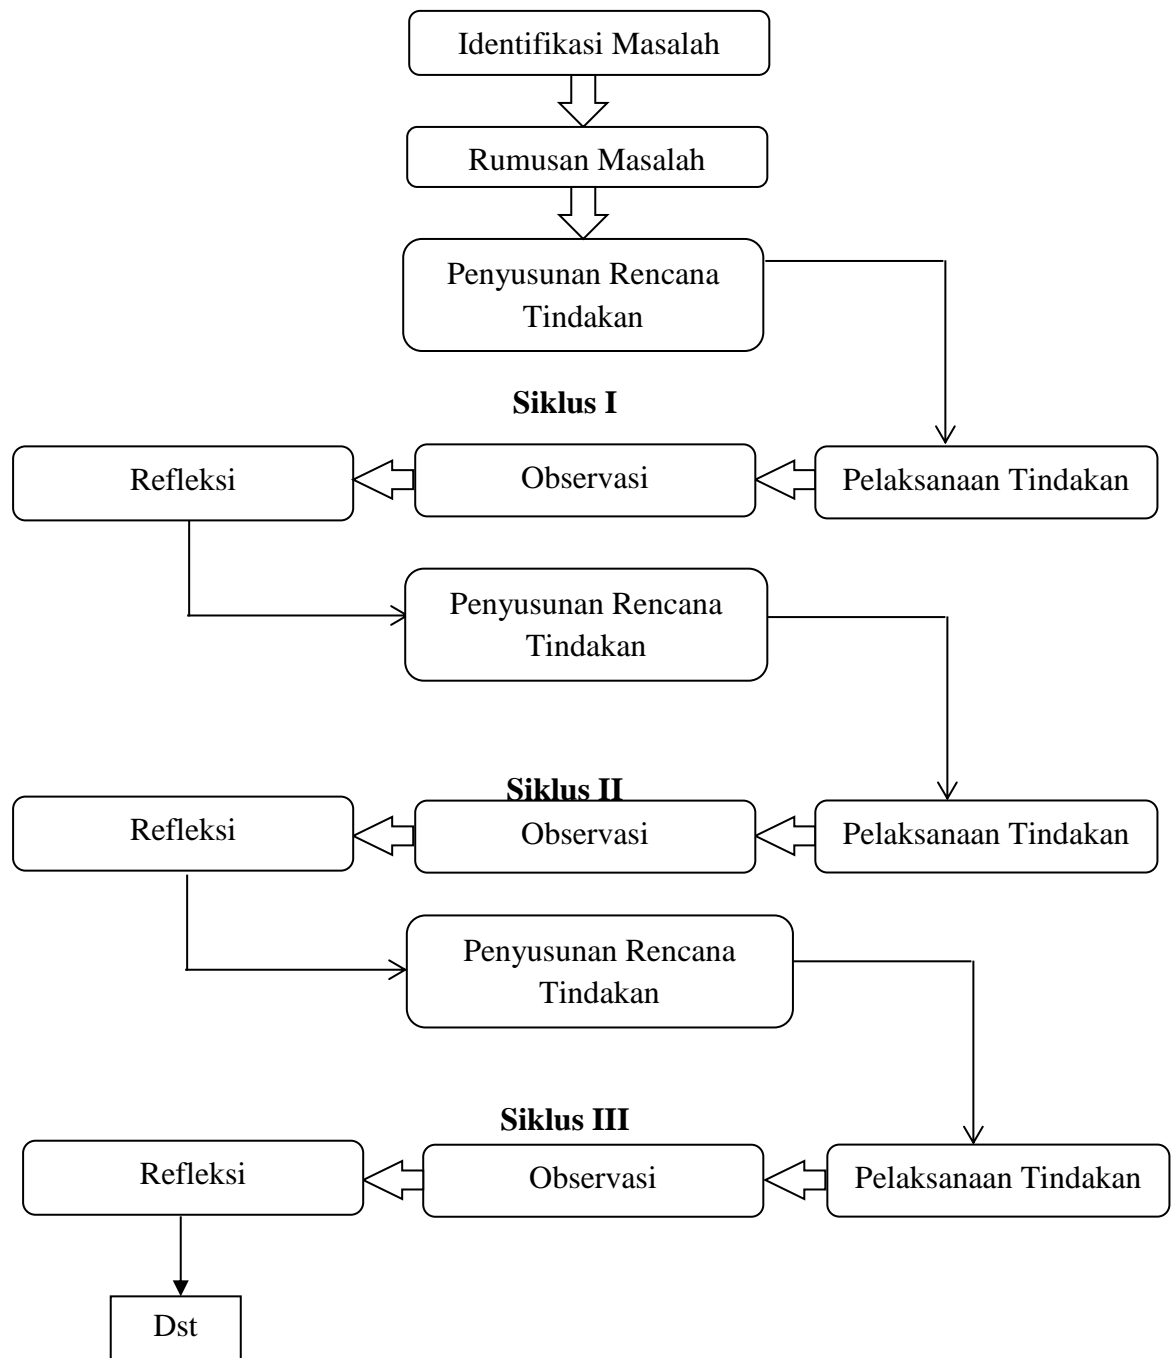 Identifikasi Masalah
Rumusan Masalah
Penyusunan Rencana
Tindakan
Siklus I
Refleksi
Observasi
Pelaksanaan Tindakan
Penyusunan Rencana
Tindakan
Siklus II
Refleksi
Observasi
Pelaksanaan Tindakan
Penyusunan Rencana
Tindakan
Siklus III
Refleksi
Observasi
Pelaksanaan Tindakan
Dst